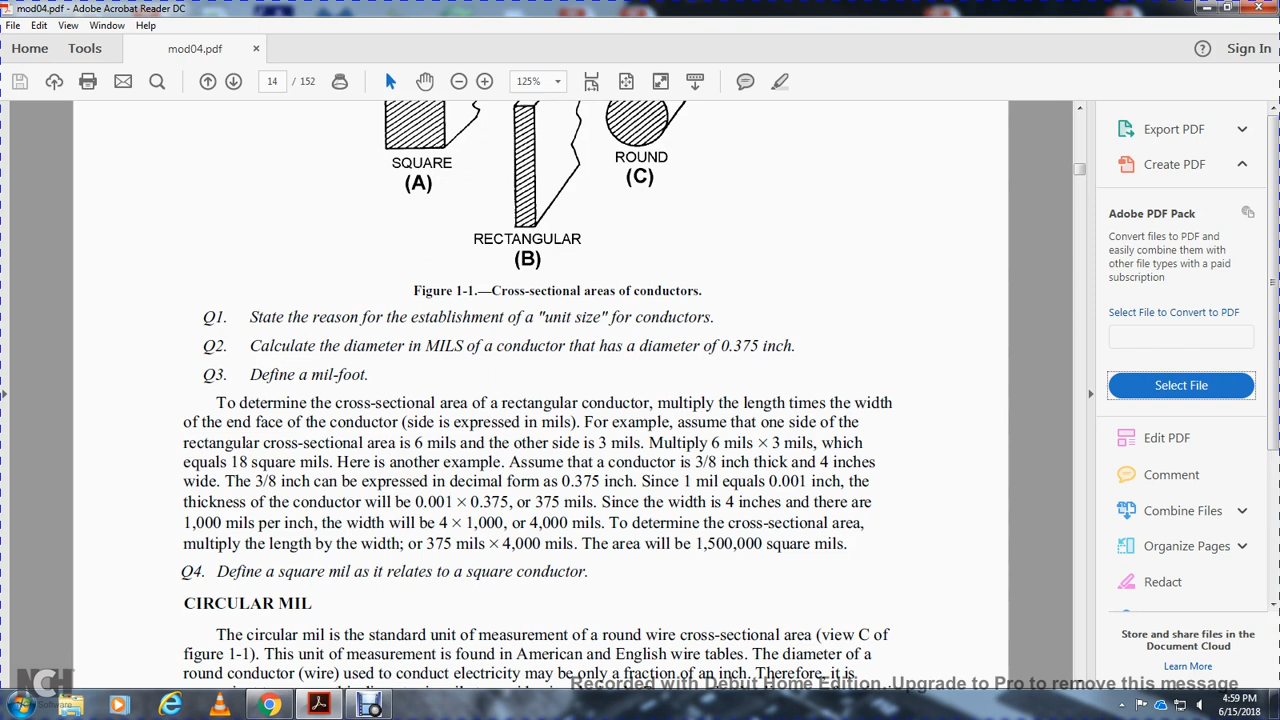 mod04.pdf - Adobe Acrobat Reader DC
File Edit View Window Help
Home Tools mod04.pdf × ? Sign In
14 / 152 125%
SQUARE
(A)
ROUND
(C)
RECTANGULAR
(B)
Figure 1-1.—Cross-sectional areas of conductors.
Q1. State the reason for the establishment of a "unit size" for conductors.
Q2. Calculate the diameter in MILS of a conductor that has a diameter of 0.375 inch.
Q3. Define a mil-foot.
To determine the cross-sectional area of a rectangular conductor, multiply the length times the width
of the end face of the conductor (side is expressed in mils). For example, assume that one side of the
rectangular cross-sectional area is 6 mils and the other side is 3 mils. Multiply 6 mils × 3 mils, which
equals 18 square mils. Here is another example. Assume that a conductor is 3/8 inch thick and 4 inches
wide. The 3/8 inch can be expressed in decimal form as 0.375 inch. Since 1 mil equals 0.001 inch, the
thickness of the conductor will be 0.001 × 0.375, or 375 mils. Since the width is 4 inches and there are
1,000 mils per inch, the width will be 4 × 1,000, or 4,000 mils. To determine the cross-sectional area,
multiply the length by the width; or 375 mils × 4,000 mils. The area will be 1,500,000 square mils.
Q4. Define a square mil as it relates to a square conductor.
CIRCULAR MIL
The circular mil is the standard unit of measurement of a round wire cross-sectional area (view C of
figure 1-1). This unit of measurement is found in American and English wire tables. The diameter of a
round conductor (wire) used to conduct electricity may be only a fraction of an inch. Therefore, it is
Export PDF
Create PDF
Adobe PDF Pack
Convert files to PDF and
easily combine them with
other file types with a paid
subscription
Select File to Convert to PDF
Select File
Edit PDF
Comment
Combine Files
Organize Pages
Redact
Store and share files in the
Document Cloud
Learn More
Recorded with Debut Home Edition. Upgrade to Pro to remove this message
NCH
Software
4:59 PM
6/15/2018